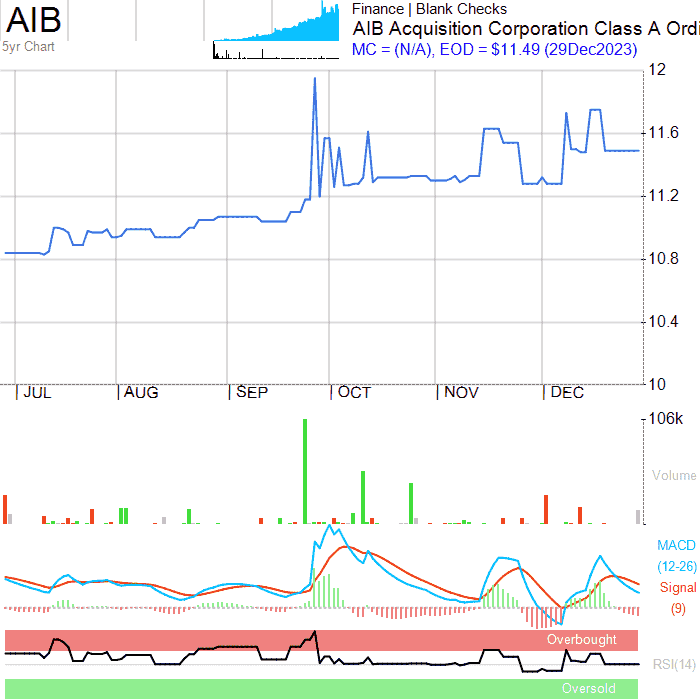 AIB
5yr Chart
Finance | Blank Checks
AIB Acquisition Corporation Class A Ordi
MC = (N/A), EOD = $11.49 (29Dec2023)
12
11.6
11.2
10.8
10.4
10
JUL AUG SEP OCT NOV DEC
106k
Volume
MACD
(12-26)
Signal
(9)
Overbought
RSI(14)
Oversold